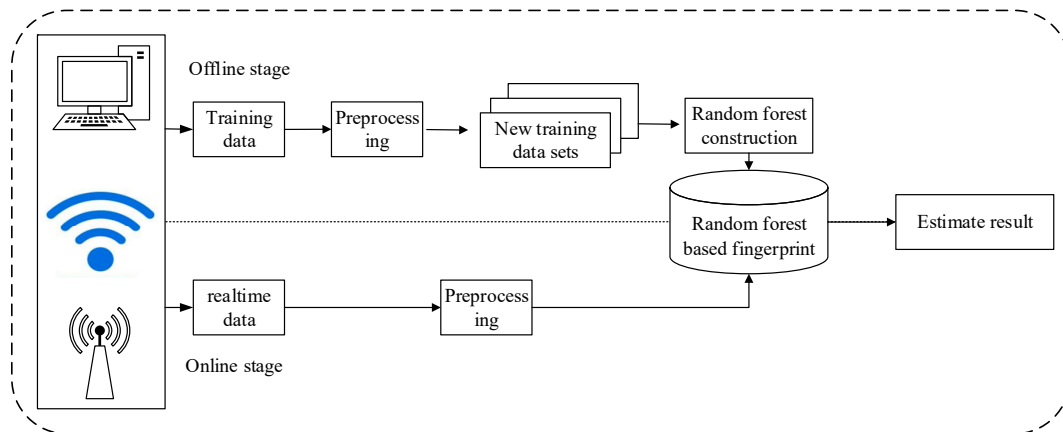 Offline stage
Training
data
Preprocess
ing
New training
data sets
Random forest
construction
Random forest
based fingerprint
Estimate result
realtime
data
Preprocess
ing
Online stage